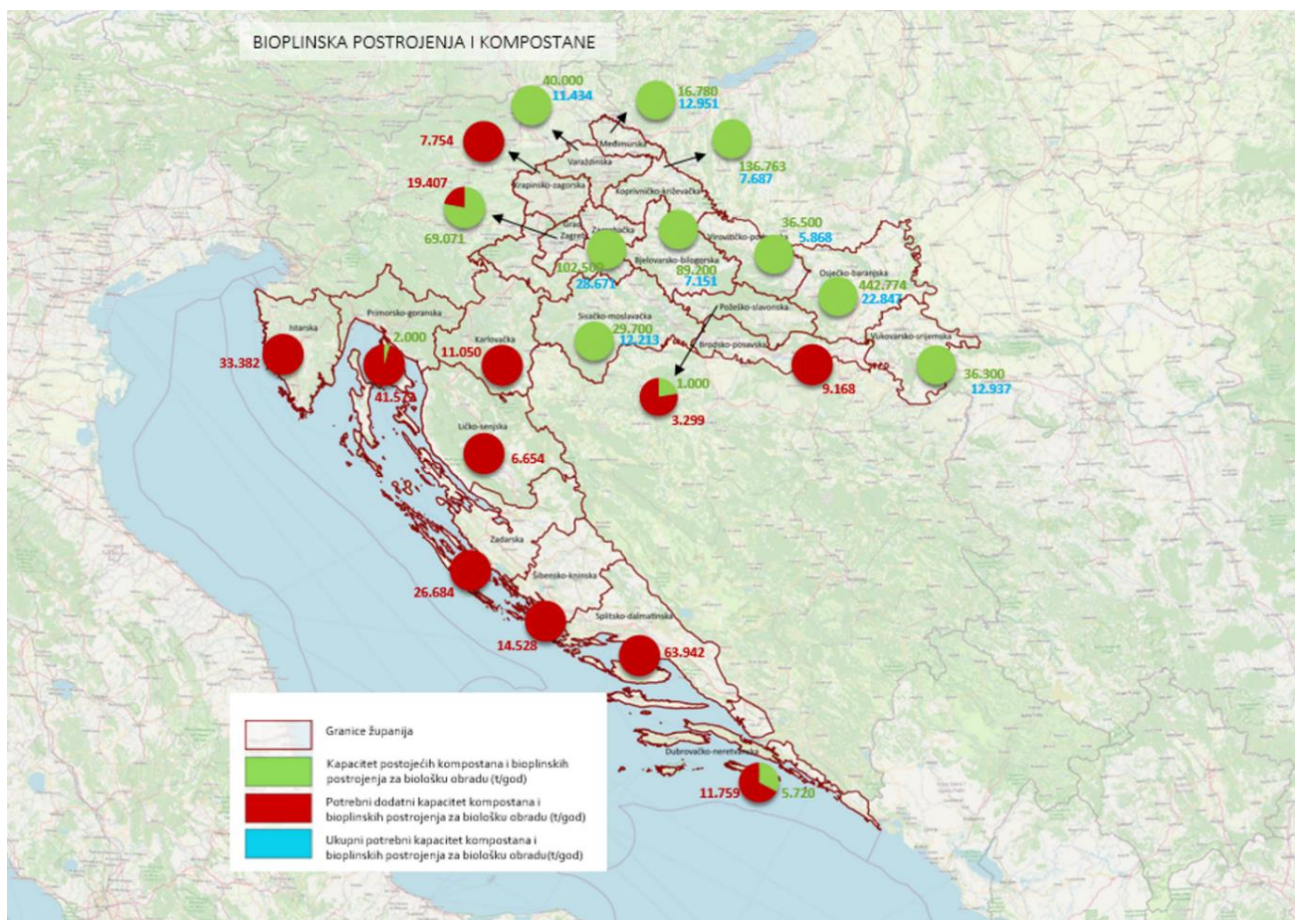 BIOPLINSKA POSTROJENJA I KOMPOSTANE
40.000
11.434
16.780
12.951
7.754
Međimurska
Varaždinska
136.763
7.687
19.407
Krapinsko-zagorska
Koprivničko-križevačka
69.071
Grad
Zagreb
Zagrebačka
36.500
5.868
102.500
28.671
Bjelovarsko-bilogorska
89.200
7.151
Osječko-baranjska
442.774
22.847
Istarska
Primorsko-goranska
2.000
Karlovačka
11.050
Sisačko-moslavačka
29.700
12.213
Požeško-slavonska
Brodsko-posavska
Vukovarsko-srijemska
33.382
1.000
3.299
9.168
36.300
12.937
Ličko-senjska
6.654
Zadarska
Šibensko-kninska
26.684
Splitsko-dalmatinska
14.528
63.942
Dubrovačko-neretvanska
11.759
5.720
Granice županija
Kapacitet postojećih kompostana i bioplinskih
postrojenja za biološku obradu (t/god)
Potrebni dodatni kapacitet kompostana i
bioplinskih postrojenja za biološku obradu (t/god)
Ukupni potrebni kapacitet kompostana i
bioplinskih postrojenja za biološku obradu(t/god)